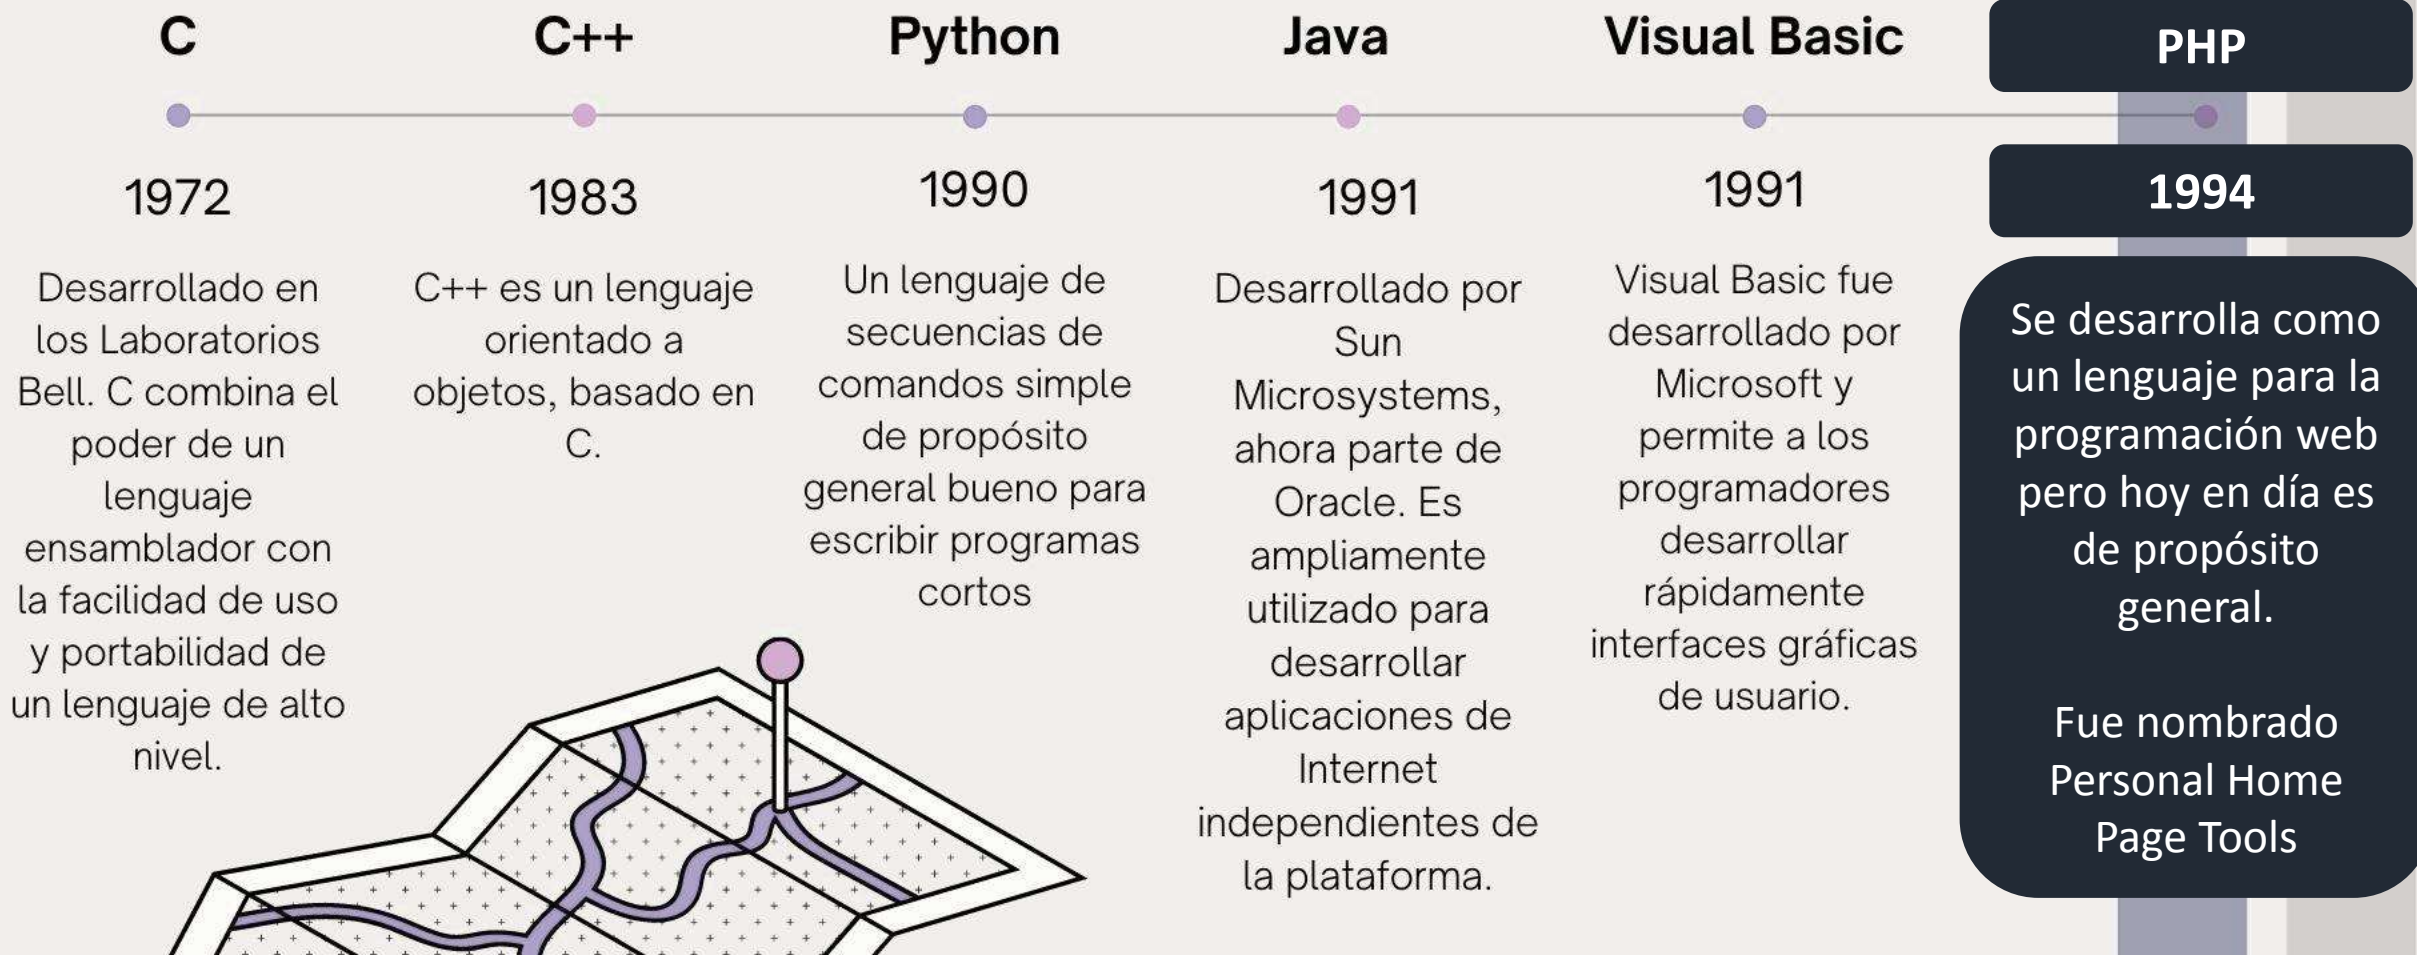 C
1972
Desarrollado en
los Laboratorios
Bell. C combina el
poder de un
lenguaje
ensamblador con
la facilidad de uso
y portabilidad de
un lenguaje de alto
nivel.
C++
1983
C++ es un lenguaje
orientado a
objetos, basado en
C.
Python
1990
Un lenguaje de
secuencias de
comandos simple
de propósito
general bueno para
escribir programas
cortos
Java
1991
Desarrollado por
Sun
Microsystems,
ahora parte de
Oracle. Es
ampliamente
utilizado para
desarrollar
aplicaciones de
Internet
independientes de
la plataforma.
Visual Basic
1991
Visual Basic fue
desarrollado por
Microsoft y
permite a los
programadores
desarrollar
rápidamente
interfaces gráficas
de usuario.
PHP
1994
Se desarrolla como
un lenguaje para la
programación web
pero hoy en día es
de propósito
general.
Fue nombrado
Personal Home
Page Tools